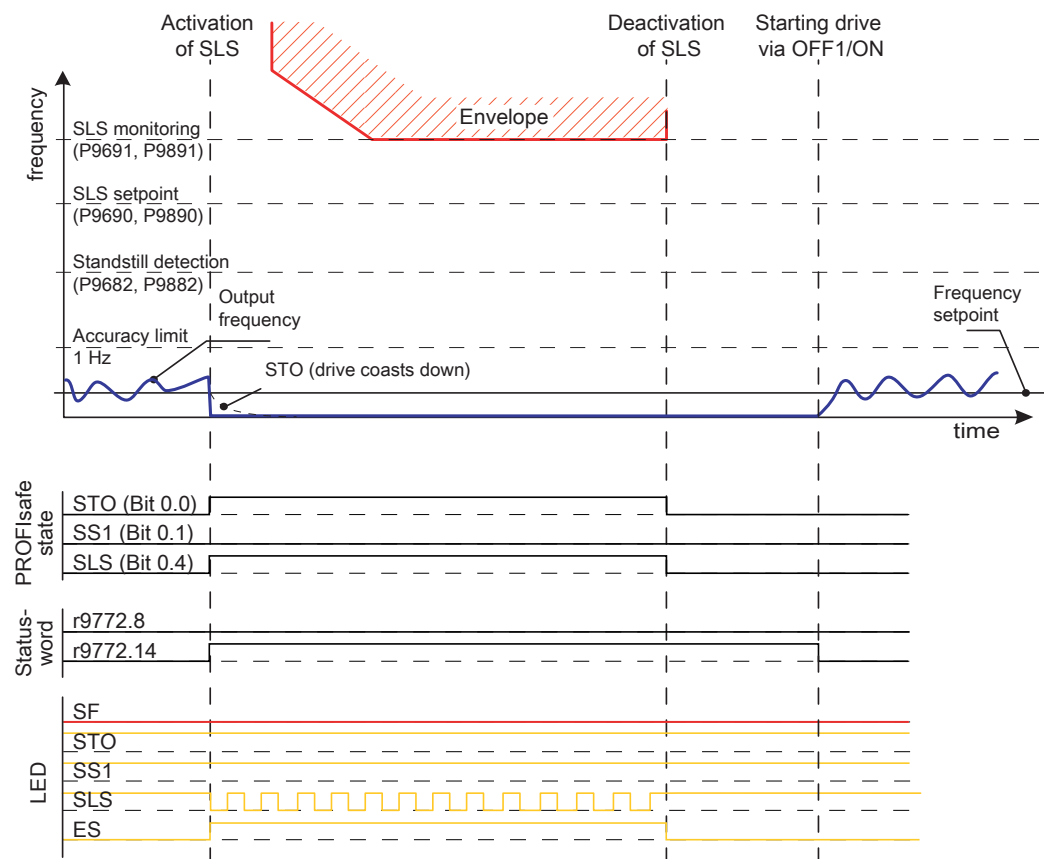 Activation
of SLS
Deactivation
of SLS
Starting drive
via OFF1/ON
frequency
Envelope
SLS monitoring
(P9691, P9891)
SLS setpoint
(P9690, P9890)
Standstill detection
(P9682, P9882)
Output
frequency
Frequency
setpoint
Accuracy limit
1 Hz
STO (drive coasts down)
time
PROFIsafe
state
STO (Bit 0.0)
SS1 (Bit 0.1)
SLS (Bit 0.4)
Status-
word
r9772.8
r9772.14
LED
SF
STO
SS1
SLS
ES